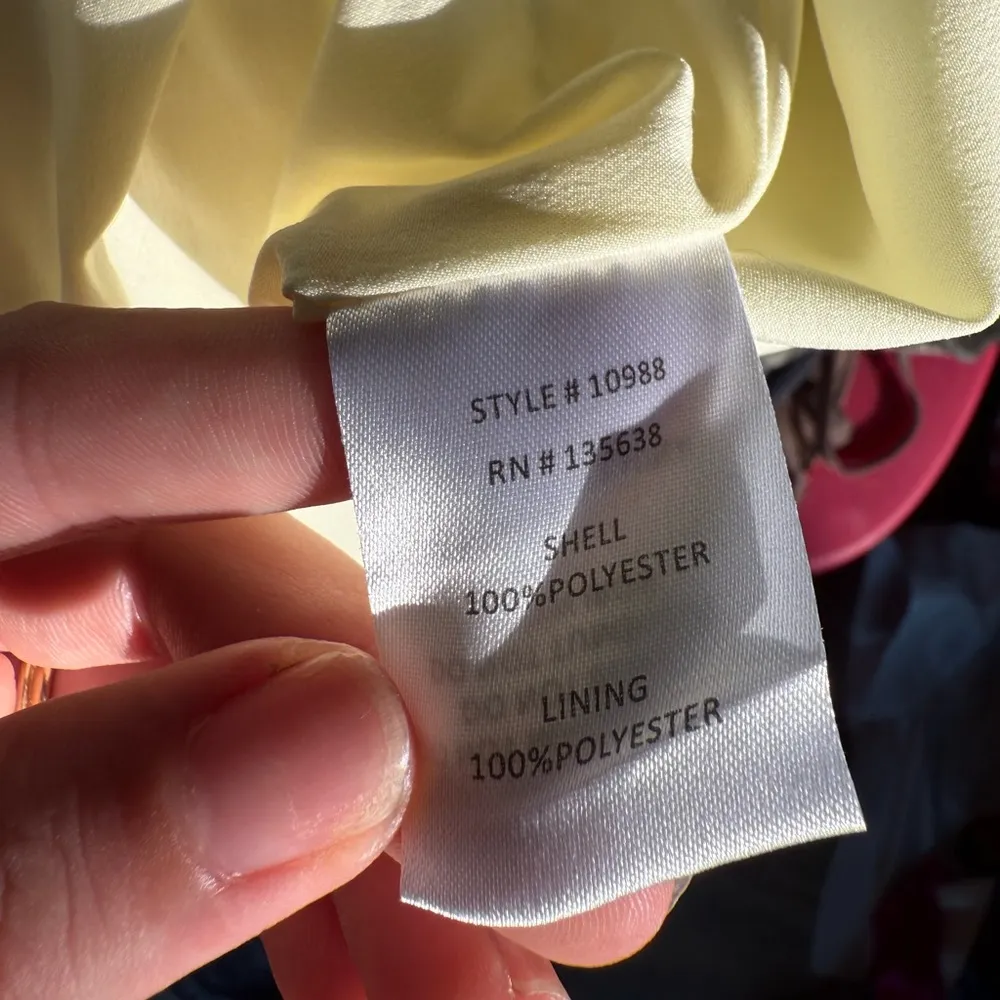 STYLE # 10988
RN # 135638
SHELL
100%POLYESTER
LINING
100%POLYESTER